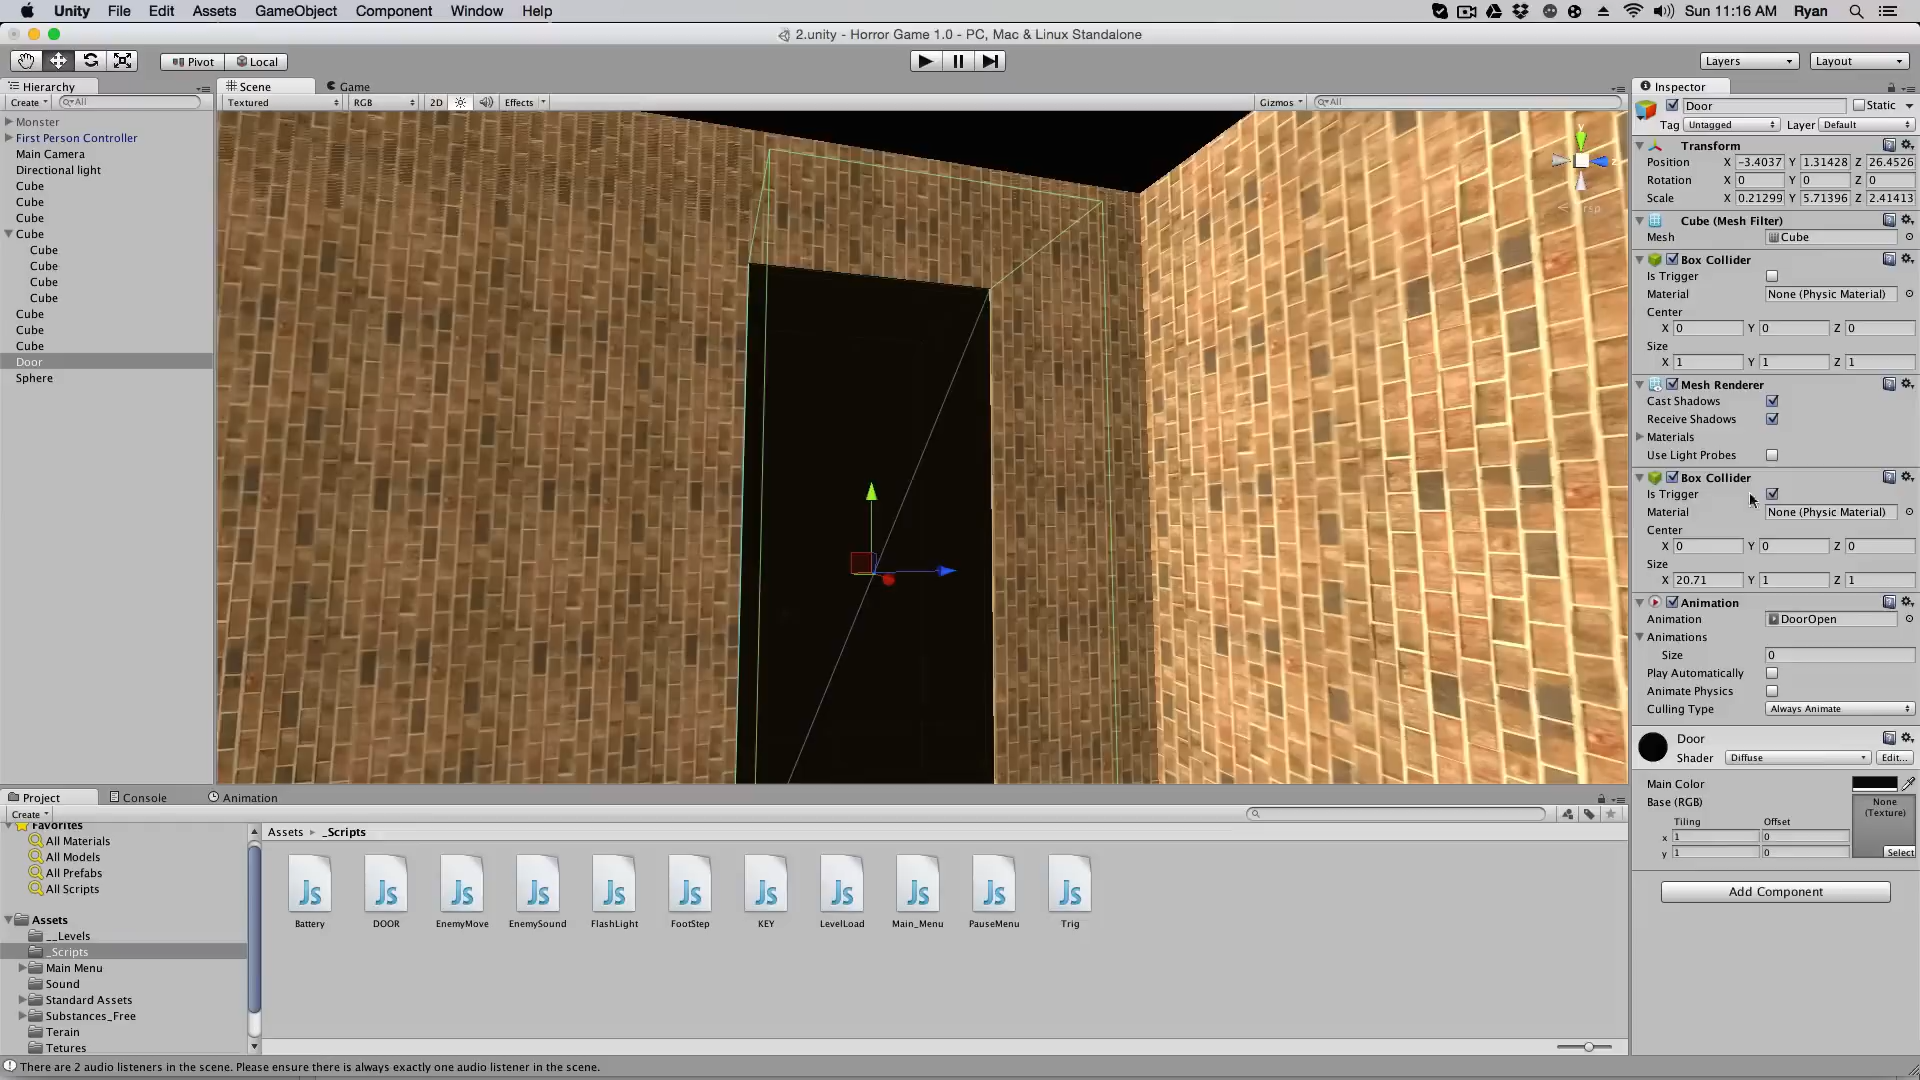 Unity File Edit Assets GameObject Component Window Help Sun 11:16 AM Ryan
2.unity - Horror Game 1.0 - PC, Mac & Linux Standalone
Pivot Local Layers Layout
Hierarchy
Create All
Monster
First Person Controller
Main Camera
Directional light
Cube
Cube
Cube
Cube
Cube
Cube
Cube
Cube
Cube
Cube
Cube
Door
Sphere
Scene Game
Textured RGB 2D Effects Gizmos All
y
z
Persp
Inspector
Door Static
Tag Untagged Layer Default
Transform
Position X -3.4037 Y 1.31428 Z 26.4526
Rotation X 0 Y 0 Z 0
Scale X 0.21299 Y 5.71396 Z 2.41413
Cube (Mesh Filter)
Mesh Cube
Box Collider
Is Trigger
Material None (Physic Material)
Center
X 0 Y 0 Z 0
Size
X 1 Y 1 Z 1
Mesh Renderer
Cast Shadows
Receive Shadows
Materials
Use Light Probes
Box Collider
Is Trigger
Material None (Physic Material)
Center
X 0 Y 0 Z 0
Size
X 20.71 Y 1 Z 1
Animation
Animation DoorOpen
Animations
Size 0
Play Automatically
Animate Physics
Culling Type Always Animate
Door
Shader Diffuse Edit...
Main Color
Base (RGB) None
(Texture)
Tiling Offset
x 1 0
y 1 0
Select
Add Component
Project Console Animation
Create
Favorites
All Materials
All Models
All Prefabs
All Scripts
Assets
__Levels
_Scripts
Main Menu
Sound
Standard Assets
Substances_Free
Terrain
Tetures
Assets _Scripts
Js Js Js Js Js Js Js Js Js Js Js
Battery DOOR EnemyMove EnemySound FlashLight FootStep KEY LevelLoad Main_Menu PauseMenu Trig
There are 2 audio listeners in the scene. Please ensure there is always exactly one audio listener in the scene.